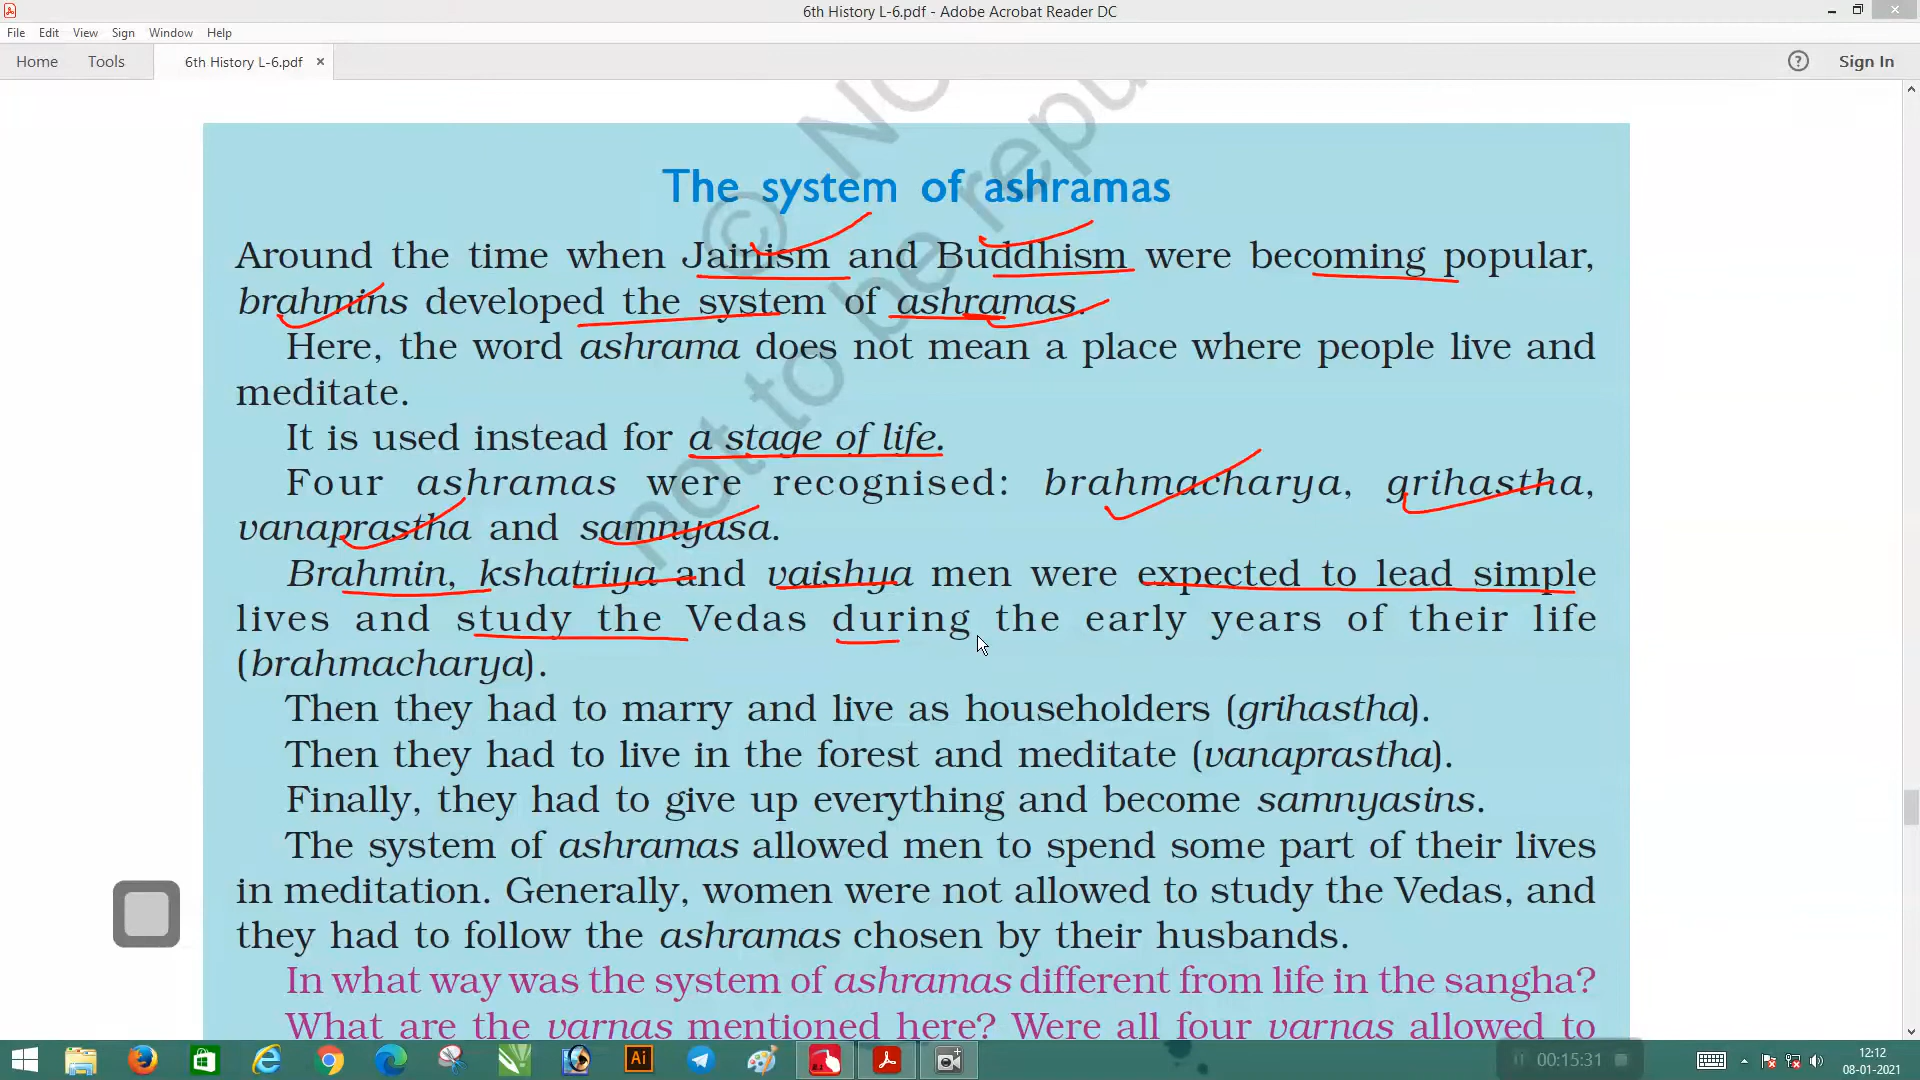 6th History L-6.pdf - Adobe Acrobat Reader DC
File Edit View Sign Window Help
Home Tools 6th History L-6.pdf × ? Sign In
© NO
not to be repu
The system of ashramas
Around the time when Jainism and Buddhism were becoming popular,
brahmins developed the system of ashramas.
Here, the word ashrama does not mean a place where people live and
meditate.
It is used instead for a stage of life.
Four ashramas were recognised: brahmacharya, grihastha,
vanaprastha and samnyasa.
Brahmin, kshatriya and vaishya men were expected to lead simple
lives and study the Vedas during the early years of their life
(brahmacharya).
Then they had to marry and live as householders (grihastha).
Then they had to live in the forest and meditate (vanaprastha).
Finally, they had to give up everything and become samnyasins.
The system of ashramas allowed men to spend some part of their lives
in meditation. Generally, women were not allowed to study the Vedas, and
they had to follow the ashramas chosen by their husbands.
In what way was the system of ashramas different from life in the sangha?
What are the varnas mentioned here? Were all four varnas allowed to
Ai 00:15:31 12:12
08-01-2021